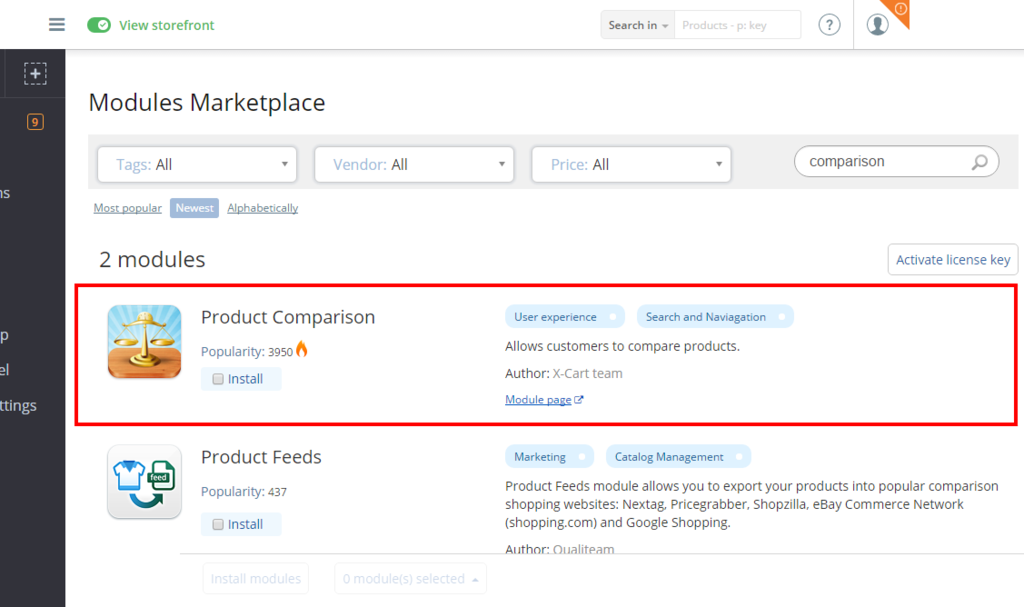 View storefront
Search in
Products - p: key
?
9
ns
p
el
ttings
Modules Marketplace
Tags: All
Vendor: All
Price: All
comparison
Most popular
Newest
Alphabetically
2 modules
Activate license key
Product Comparison
Popularity: 3950
Install
User experience
Search and Naviagation
Allows customers to compare products.
Author: X-Cart team
Module page
feed
Product Feeds
Popularity: 437
Install
Marketing
Catalog Management
Product Feeds module allows you to export your products into popular comparison
shopping websites: Nextag, Pricegrabber, Shopzilla, eBay Commerce Network
(shopping.com) and Google Shopping.
Author: Qualiteam
Install modules
0 module(s) selected